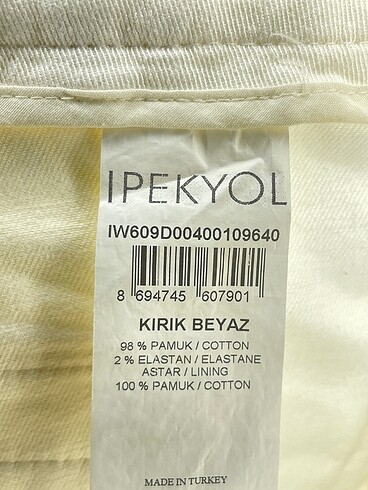 IPEKYOL
IW609D00400109640
8 694745 607901
KIRIK BEYAZ
98 % PAMUK / COTTON
2 % ELASTAN / ELASTANE
ASTAR / LINING
100 % PAMUK / COTTON
MADE IN TURKEY